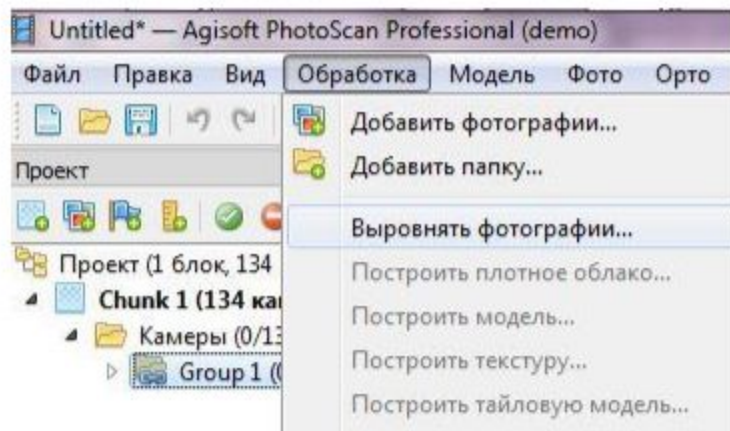 Untitled* — Agisoft PhotoScan Professional (demo)
Файл Правка Вид Обработка Модель Фото Орто
Добавить фотографии...
Добавить папку...
Проект
Выровнять фотографии...
Проект (1 блок, 134
Построить плотное облако...
Chunk 1 (134 ка
Построить модель...
Камеры (0/13
Построить текстуру...
Group 1 (
Построить тайловую модель...